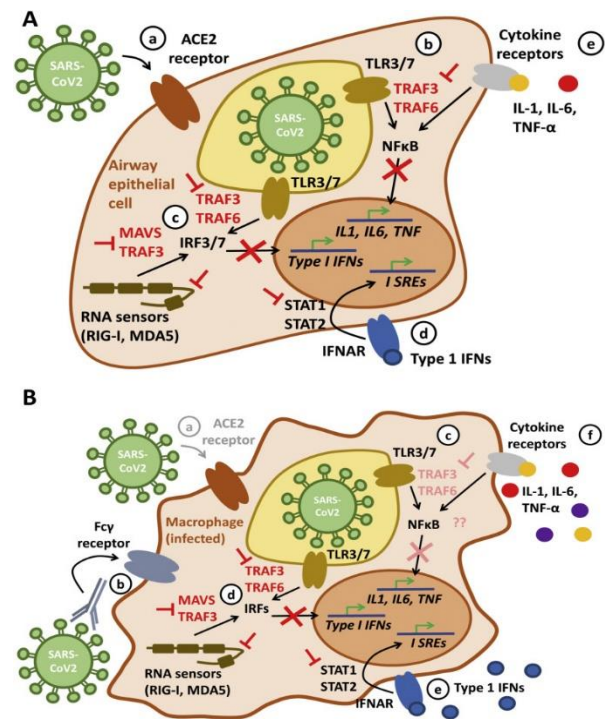 A
SARS-
CoV2
a
ACE2
receptor
b
TLR3/7
TRAF3
TRAF6
Cytokine
receptors
e
IL-1, IL-6,
TNF-α
SARS-
CoV2
NFκB
Airway
epithelial
cell
TLR3/7
TRAF3
TRAF6
c
MAVS
TRAF3
IRF3/7
IL1, IL6, TNF
Type I IFNs
I SREs
RNA sensors
(RIG-I, MDA5)
STAT1
STAT2
IFNAR
d
Type 1 IFNs
B
SARS-
CoV2
a
ACE2
receptor
c
TLR3/7
TRAF3
TRAF6
Cytokine
receptors
f
IL-1, IL-6,
TNF-α
SARS-
CoV2
Macrophage
(infected)
NFκB
??
Fcγ
receptor
b
TLR3/7
TRAF3
TRAF6
d
MAVS
TRAF3
IRFs
IL1, IL6, TNF
Type I IFNs
I SREs
SARS-
CoV2
RNA sensors
(RIG-I, MDA5)
STAT1
STAT2
IFNAR
e
Type 1 IFNs